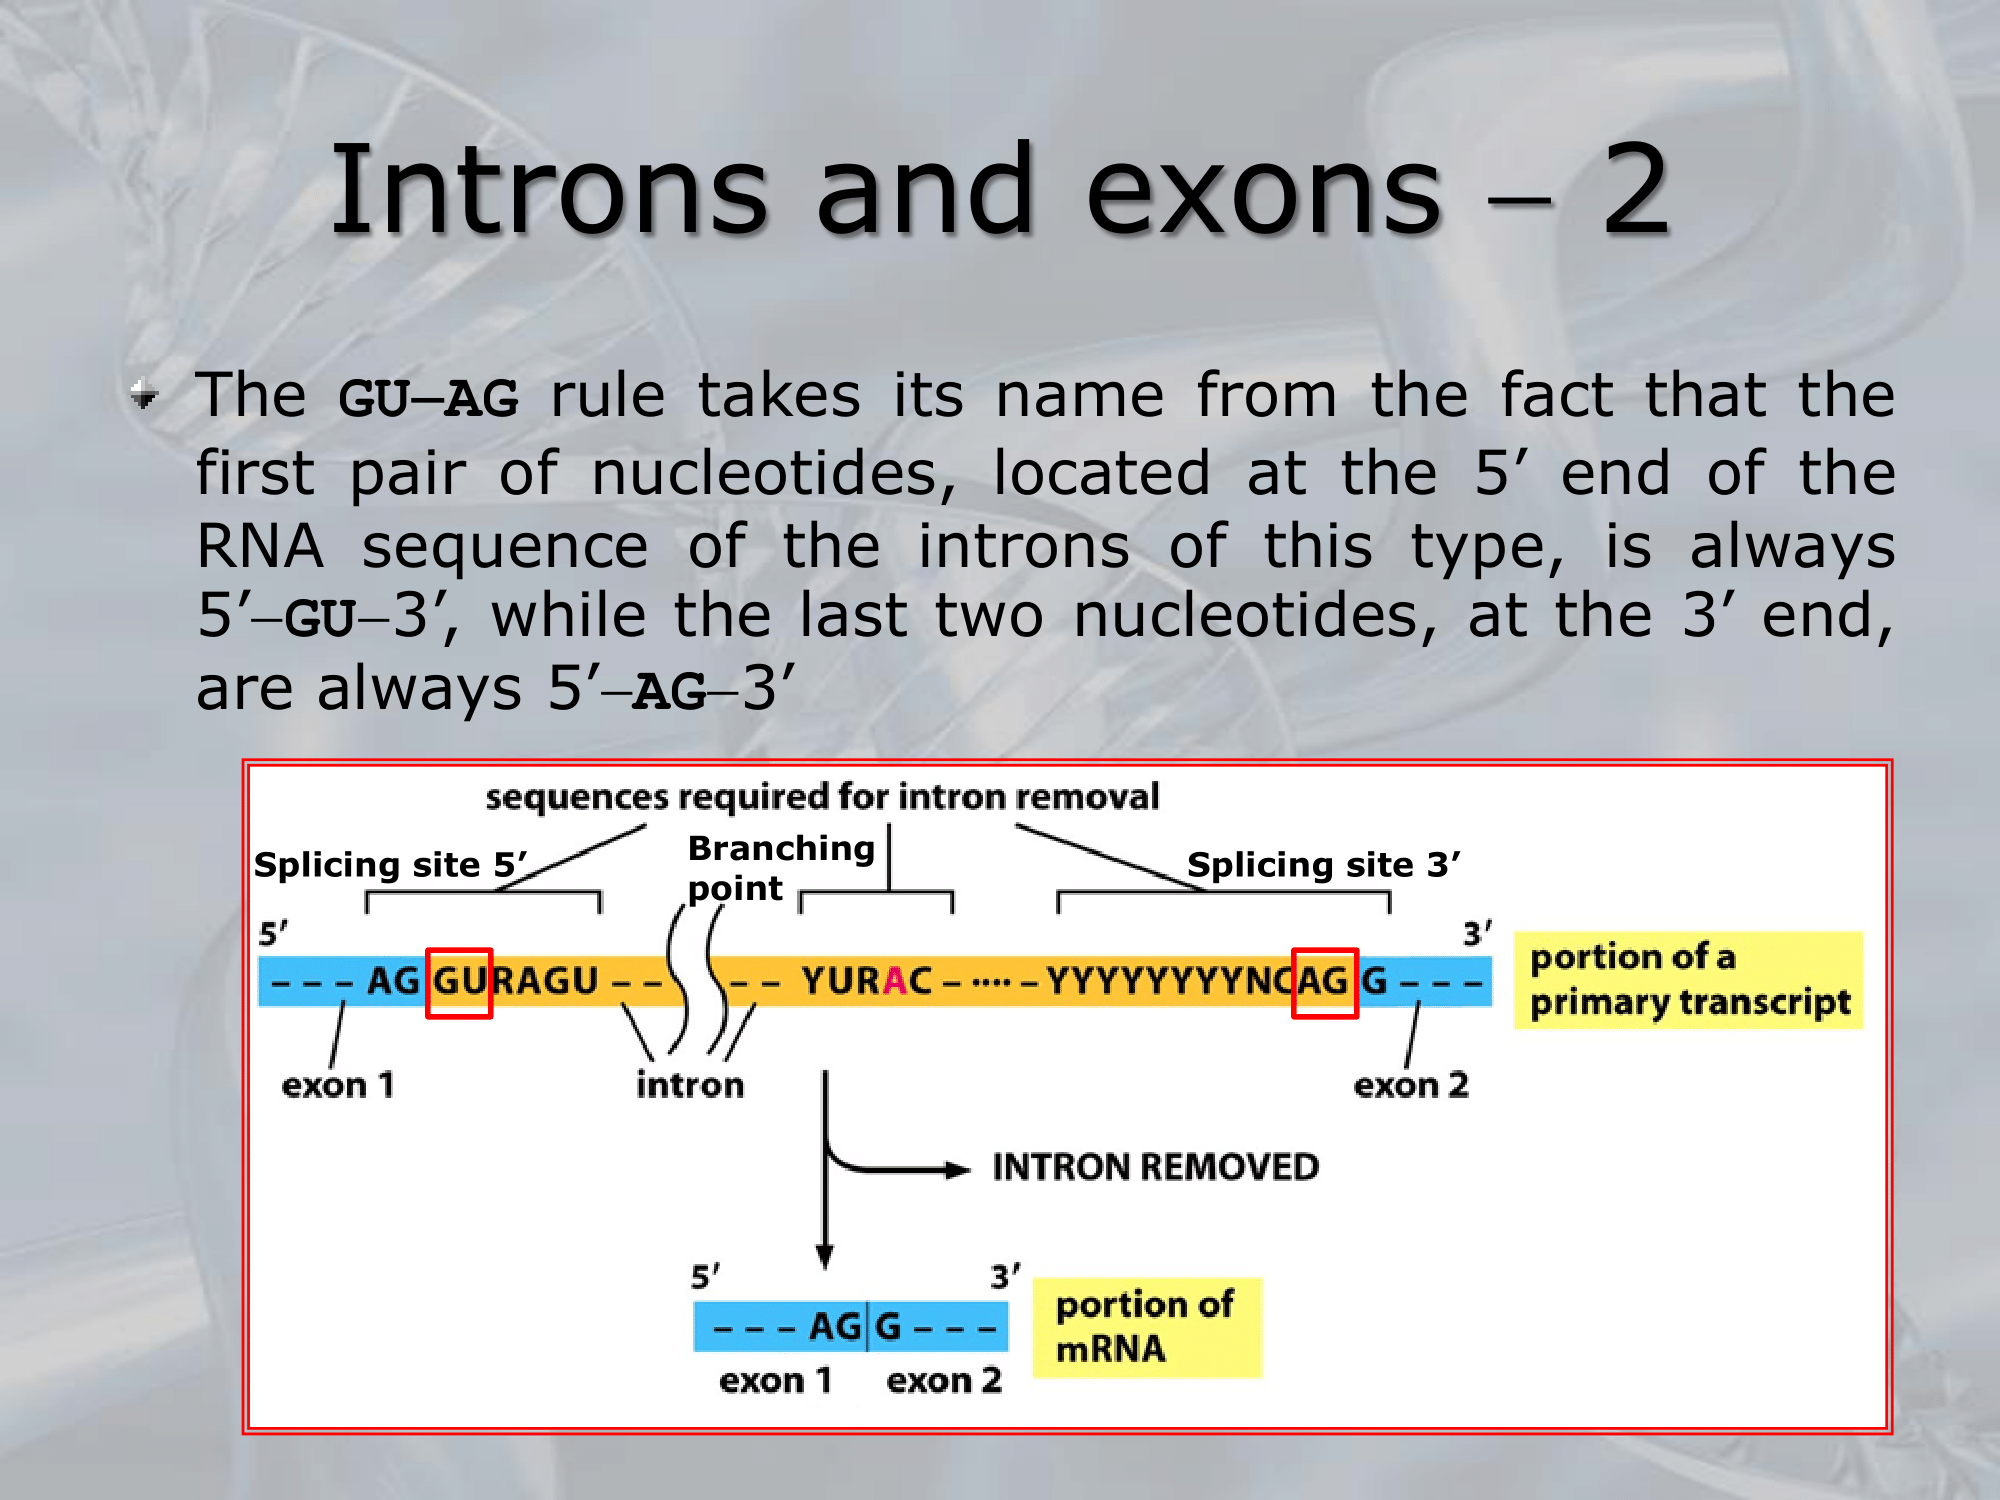 Introns and exons – 2
The GU–AG rule takes its name from the fact that the
first pair of nucleotides, located at the 5’ end of the
RNA sequence of the introns of this type, is always
5’–GU–3’, while the last two nucleotides, at the 3’ end,
are always 5’–AG–3’
sequences required for intron removal
Splicing site 5’
Branching
point
Splicing site 3’
5’
3’
– – – AG GURAGU – – – – YURAC – ···· – YYYYYYYYNCAG G – – –
portion of a
primary transcript
exon 1
intron
exon 2
INTRON REMOVED
5’
3’
– – – AG G – – –
portion of
mRNA
exon 1
exon 2